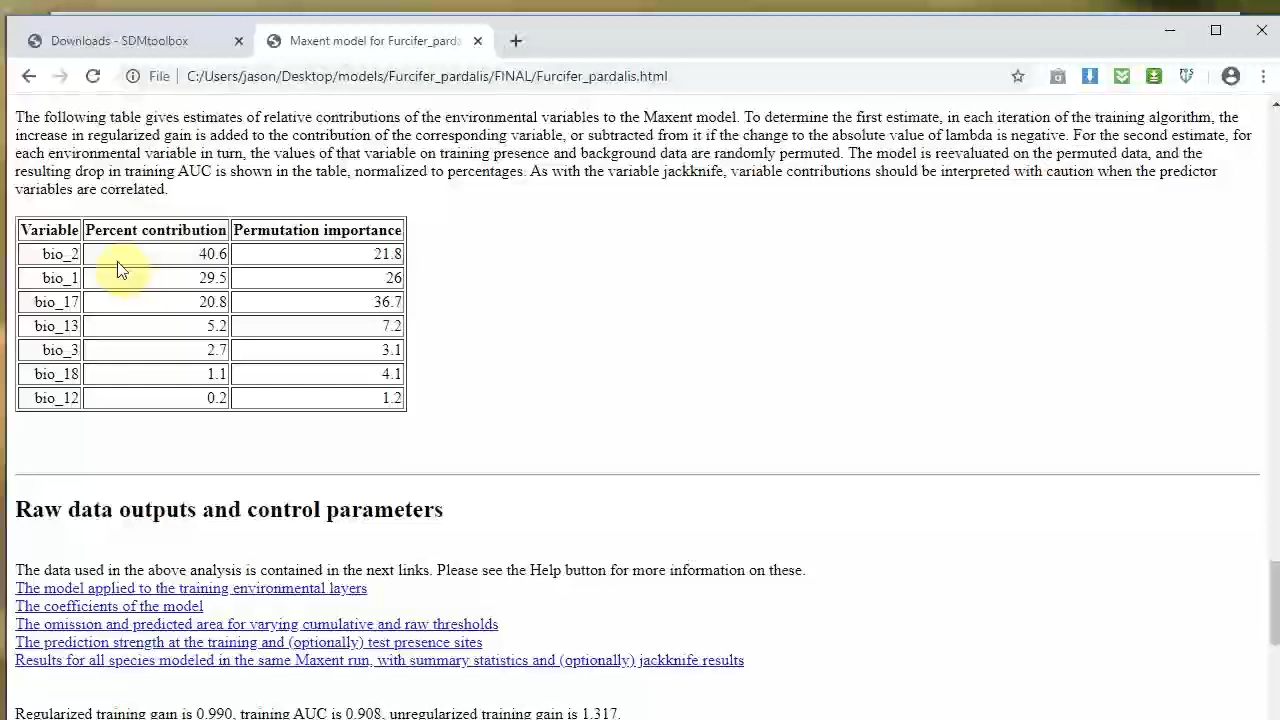 Downloads - SDMtoolbox
Maxent model for Furcifer_parda
File
C:/Users/jason/Desktop/models/Furcifer_pardalis/FINAL/Furcifer_pardalis.html
The following table gives estimates of relative contributions of the environmental variables to the Maxent model. To determine the first estimate, in each iteration of the training algorithm, the
increase in regularized gain is added to the contribution of the corresponding variable, or subtracted from it if the change to the absolute value of lambda is negative. For the second estimate, for
each environmental variable in turn, the values of that variable on training presence and background data are randomly permuted. The model is reevaluated on the permuted data, and the
resulting drop in training AUC is shown in the table, normalized to percentages. As with the variable jackknife, variable contributions should be interpreted with caution when the predictor
variables are correlated.
Variable Percent contribution Permutation importance
bio_2 40.6 21.8
bio_1 29.5 26
bio_17 20.8 36.7
bio_13 5.2 7.2
bio_3 2.7 3.1
bio_18 1.1 4.1
bio_12 0.2 1.2
Raw data outputs and control parameters
The data used in the above analysis is contained in the next links. Please see the Help button for more information on these.
The model applied to the training environmental layers
The coefficients of the model
The omission and predicted area for varying cumulative and raw thresholds
The prediction strength at the training and (optionally) test presence sites
Results for all species modeled in the same Maxent run, with summary statistics and (optionally) jackknife results
Regularized training gain is 0.990, training AUC is 0.908, unregularized training gain is 1.317.